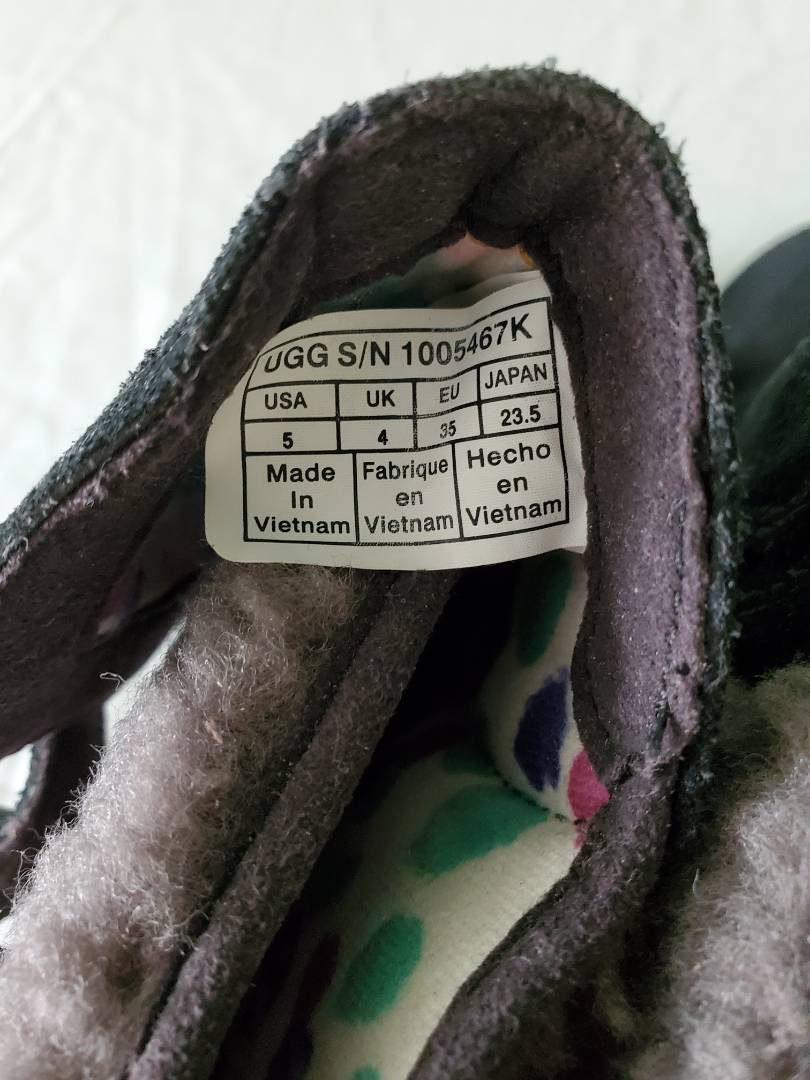 UGG S/N 1005467K
USA UK EU JAPAN
5 4 35 23.5
Made In Vietnam
Fabrique en Vietnam
Hecho en Vietnam